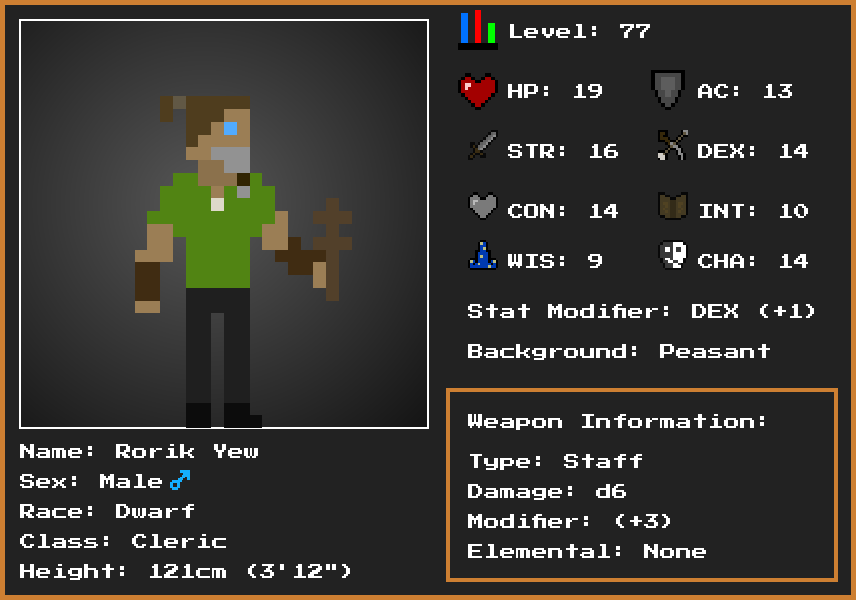 Level: 77
HP: 19 AC: 13
STR: 16 DEX: 14
CON: 14 INT: 10
WIS: 9 CHA: 14
Stat Modifier: DEX (+1)
Background: Peasant
Weapon Information:
Type: Staff
Damage: d6
Modifier: (+3)
Elemental: None
Name: Rorik Yew
Sex: Male ♂
Race: Dwarf
Class: Cleric
Height: 121cm (3'12")